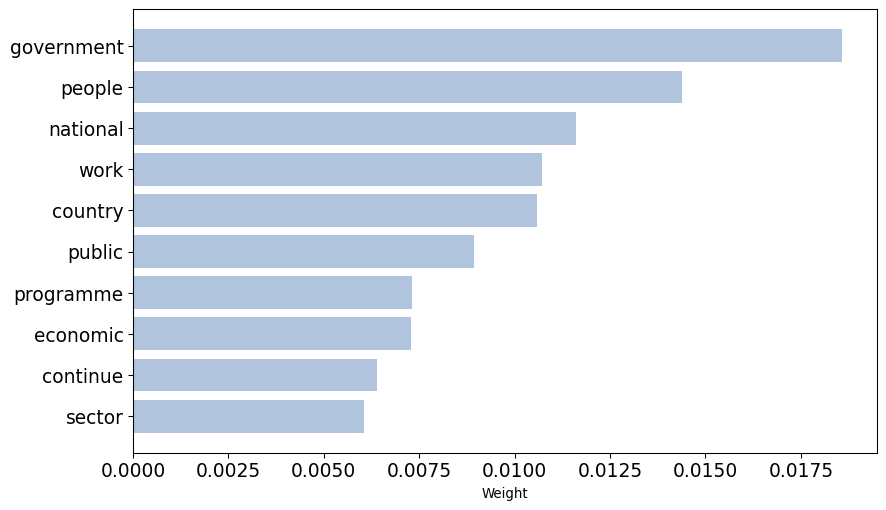 government
people
national
work
country
public
programme
economic
continue
sector
0.0000 0.0025 0.0050 0.0075 0.0100 0.0125 0.0150 0.0175
Weight